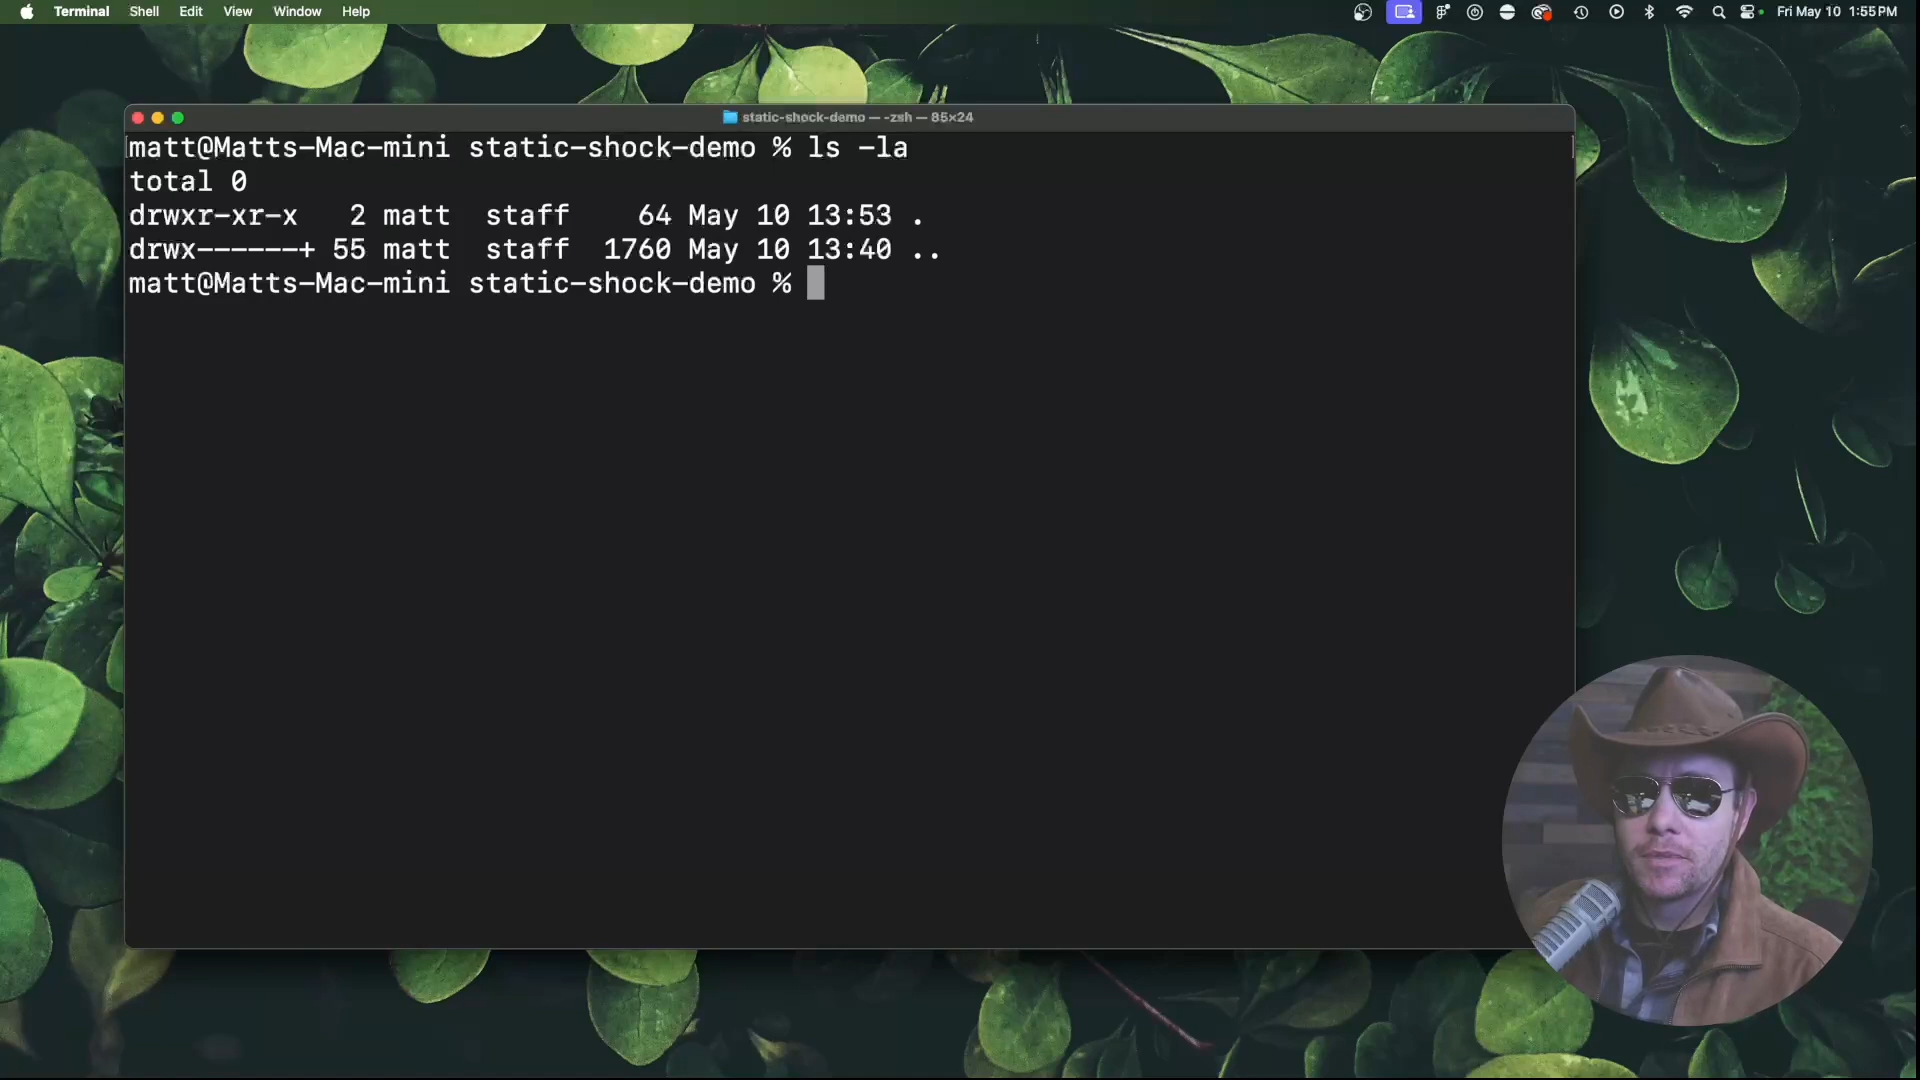 Terminal Shell Edit View Window Help Fri May 10 1:55 PM
static-shock-demo — -zsh — 85×24
matt@Matts-Mac-mini static-shock-demo % ls -la
total 0
drwxr-xr-x   2 matt  staff    64 May 10 13:53 .
drwx------+ 55 matt  staff  1760 May 10 13:40 ..
matt@Matts-Mac-mini static-shock-demo %